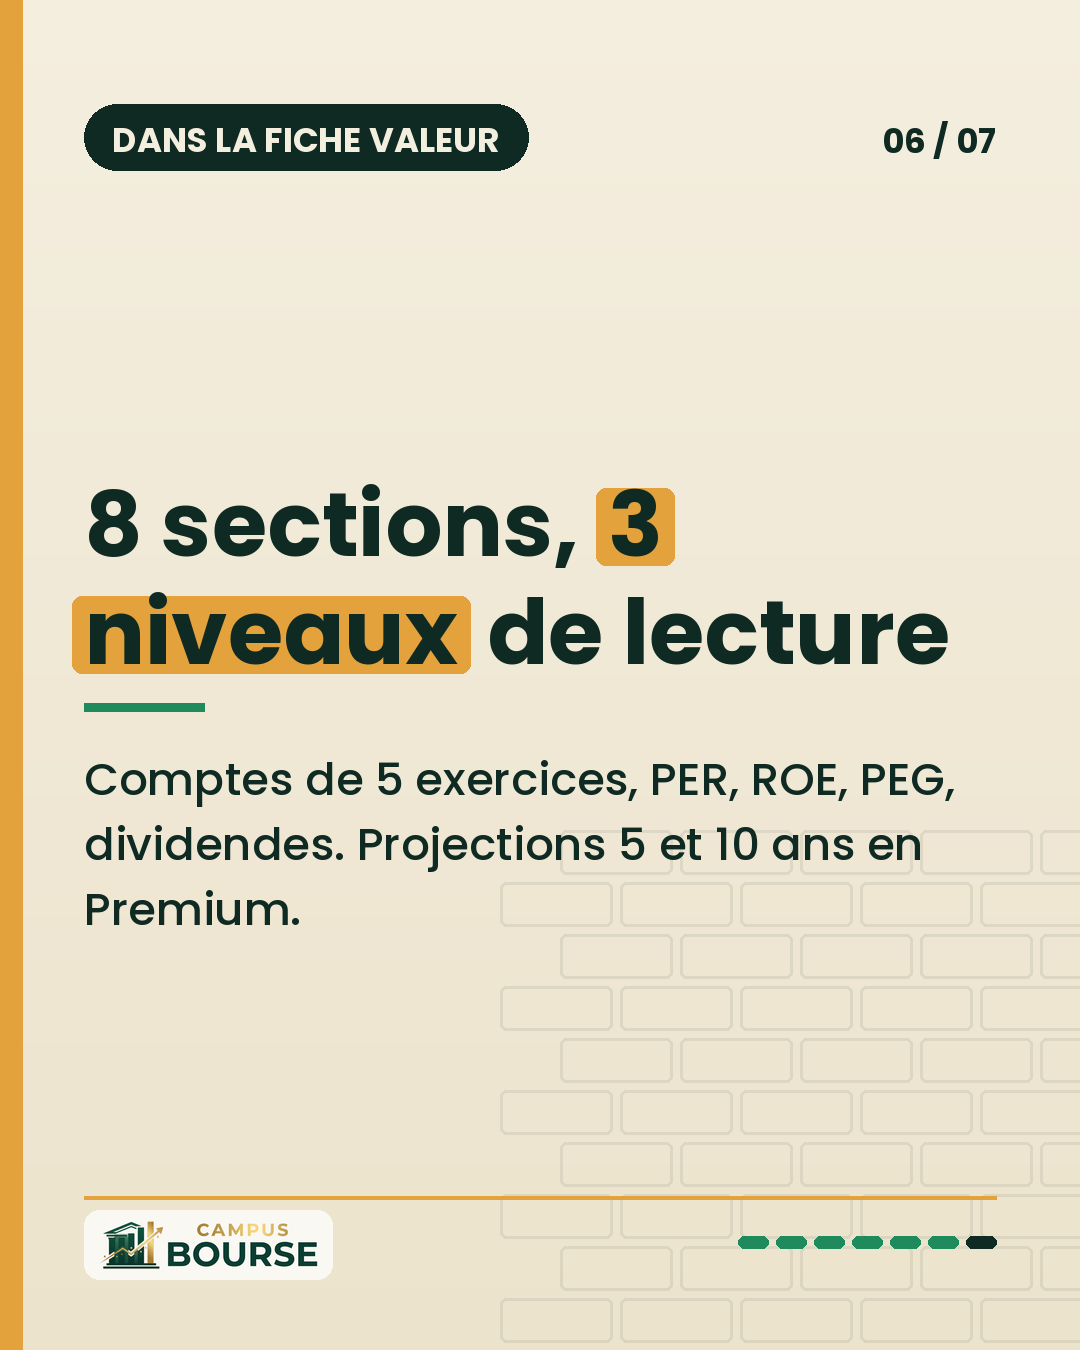 DANS LA FICHE VALEUR
06 / 07
8 sections, 3
niveaux de lecture
Comptes de 5 exercices, PER, ROE, PEG,
dividendes. Projections 5 et 10 ans en
Premium.
CAMPUS
BOURSE